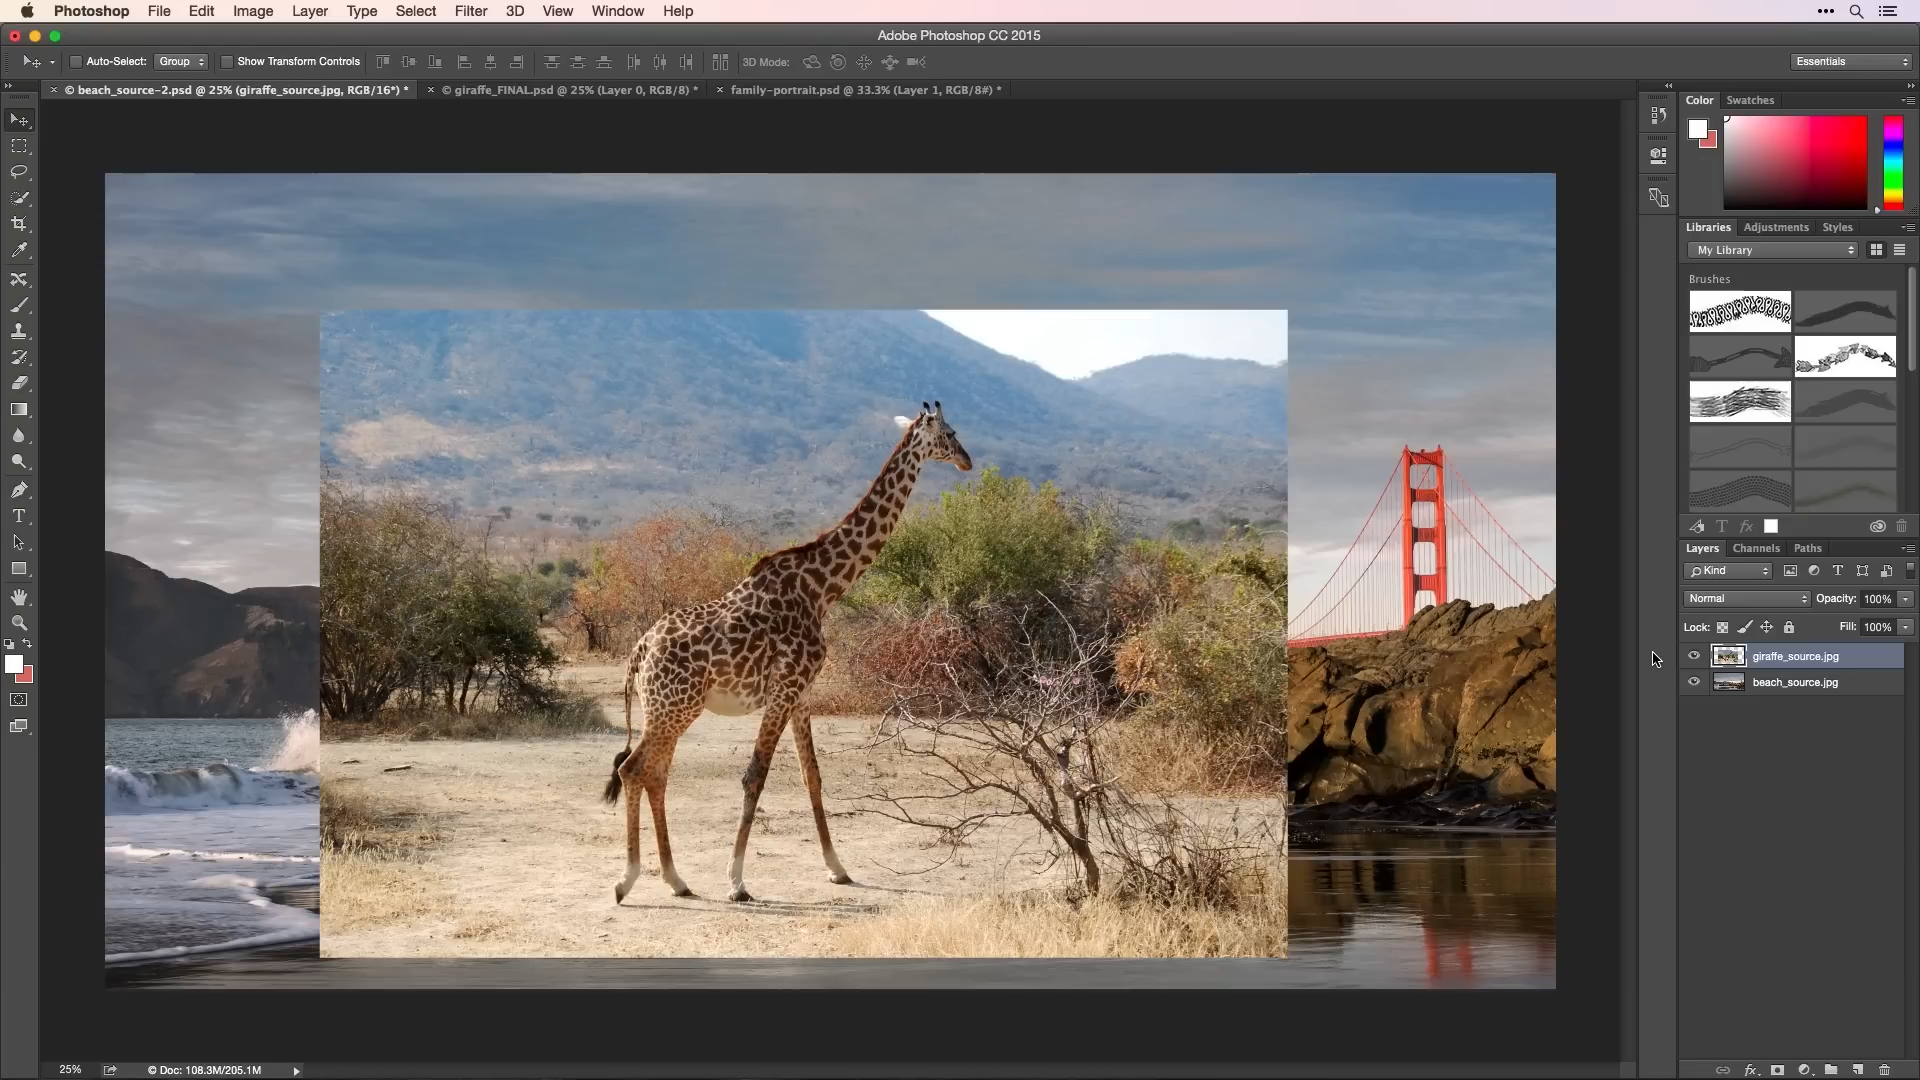 Photoshop File Edit Image Layer Type Select Filter 3D View Window Help
Adobe Photoshop CC 2015
Auto-Select: Group Show Transform Controls 3D Mode: Essentials
× © beach_source-2.psd @ 25% (giraffe_source.jpg, RGB/16*) * × © giraffe_FINAL.psd @ 25% (Layer 0, RGB/8) * × family-portrait.psd @ 33.3% (Layer 1, RGB/8#) *
Color Swatches
Libraries Adjustments Styles
My Library
Brushes
Layers Channels Paths
Kind
Normal Opacity: 100%
Lock: Fill: 100%
giraffe_source.jpg
beach_source.jpg
25% © Doc: 108.3M/205.1M